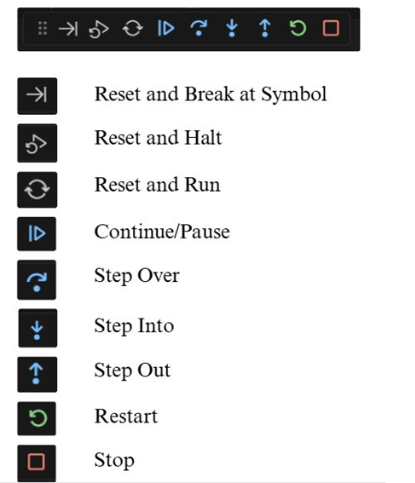 Reset and Break at Symbol
Reset and Halt
Reset and Run
Continue/Pause
Step Over
Step Into
Step Out
Restart
Stop